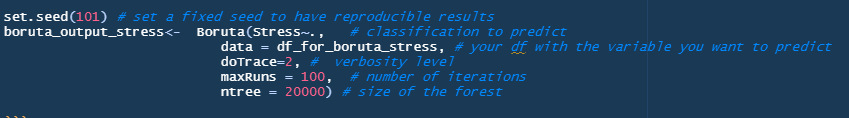 set.seed(101) # set a fixed seed to have reproducible results
boruta_output_stress<-  Boruta(Stress~.,   # classification to predict
                               data = df_for_boruta_stress, # your df with the variable you want to predict
                               doTrace=2, #  verbosity level
                               maxRuns = 100,  # number of iterations
                               ntree = 20000) # size of the forest
```